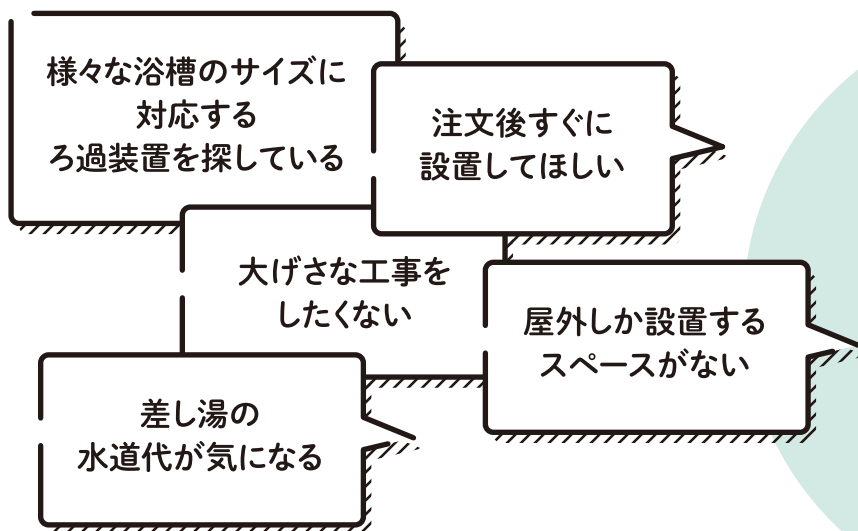 様々な浴槽のサイズに
対応する
ろ過装置を探している
注文後すぐに
設置してほしい
大げさな工事を
したくない
屋外しか設置する
スペースがない
差し湯の
水道代が気になる